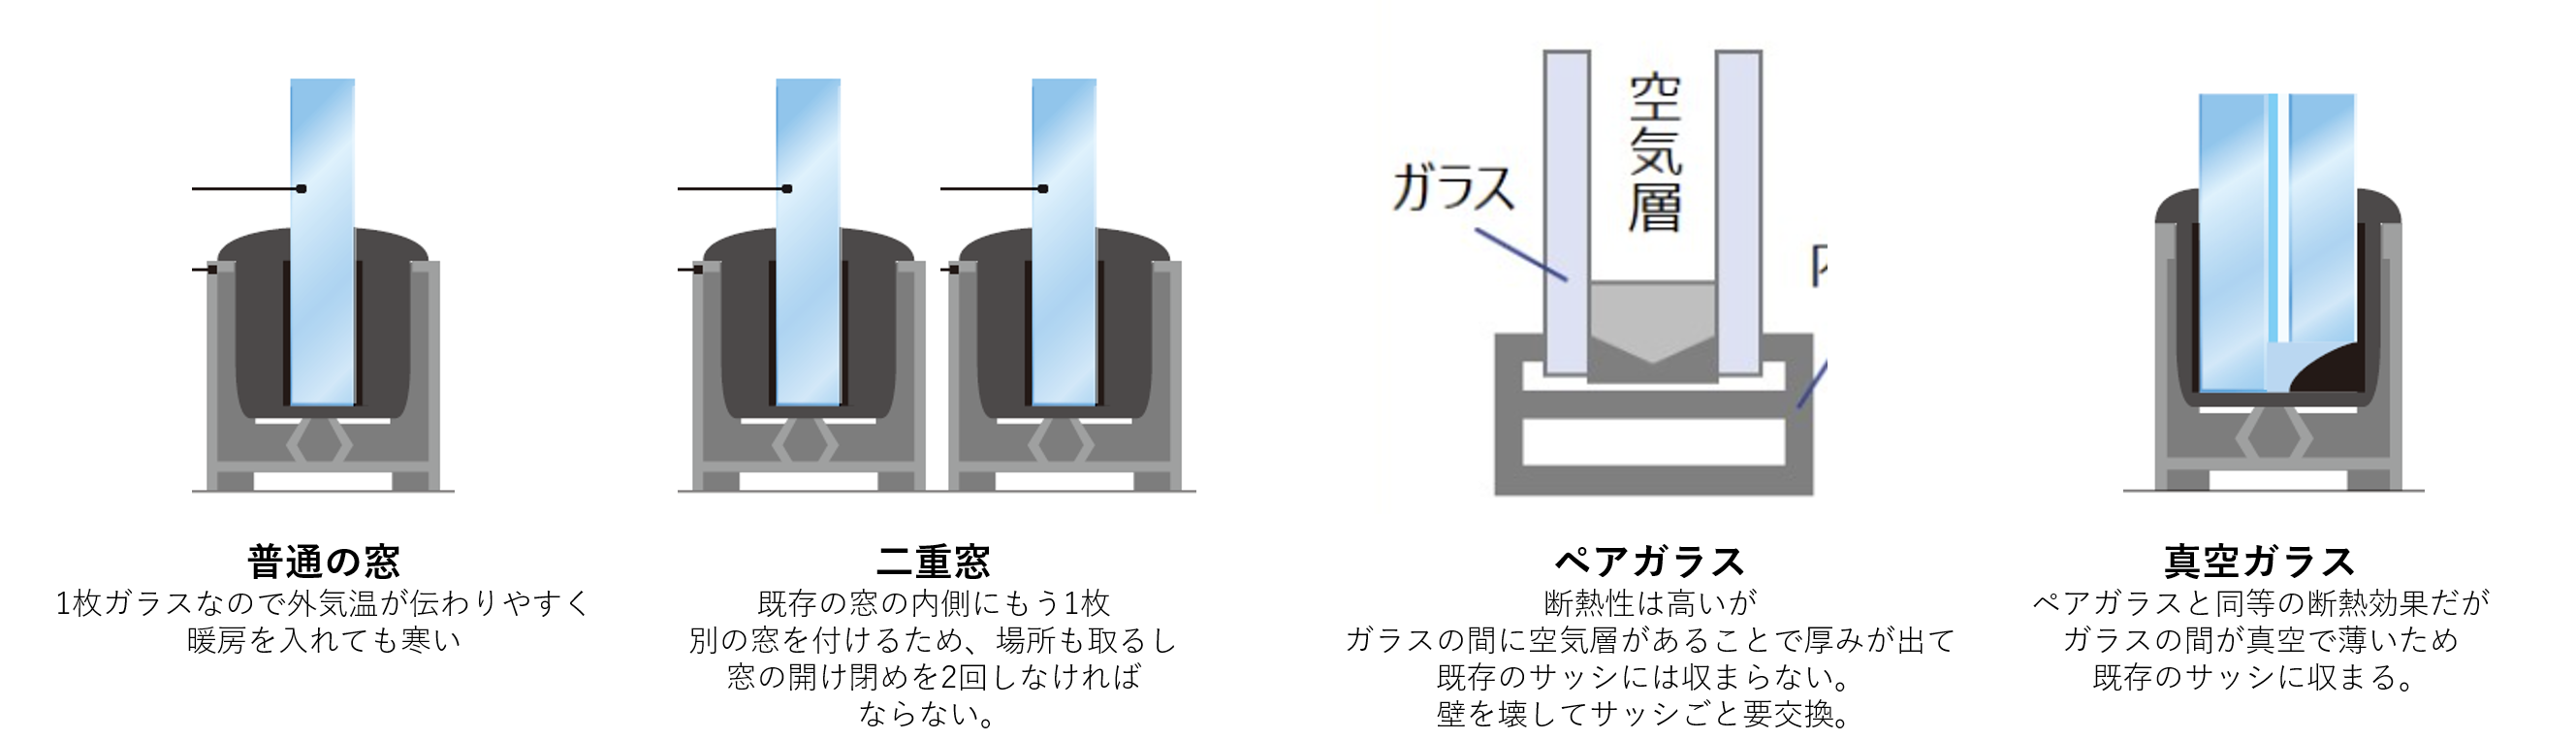 ガラス
空気層
普通の窓
1枚ガラスなので外気温が伝わりやすく
暖房を入れても寒い
二重窓
既存の窓の内側にもう1枚
別の窓を付けるため、場所も取るし
窓の開け閉めを2回しなければ
ならない。
ペアガラス
断熱性は高いが
ガラスの間に空気層があることで厚みが出て
既存のサッシには収まらない。
壁を壊してサッシごと要交換。
真空ガラス
ペアガラスと同等の断熱効果だが
ガラスの間が真空で薄いため
既存のサッシに収まる。